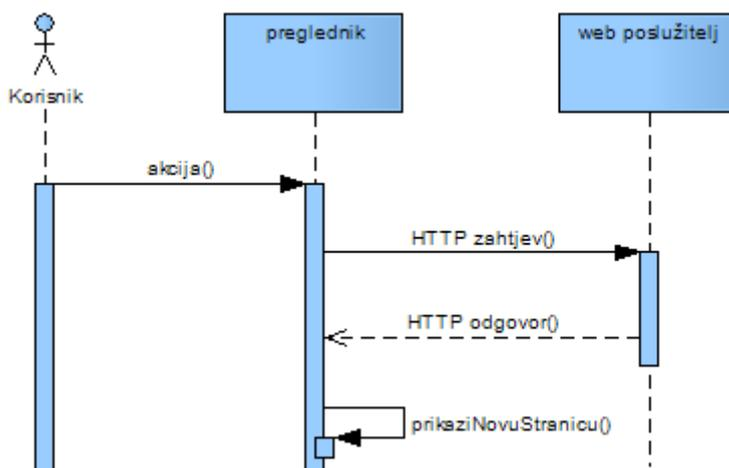 preglednik
web poslužitelj
Korisnik
akcija()
HTTP zahtjev()
HTTP odgovor()
prikaziNovuStranicu()